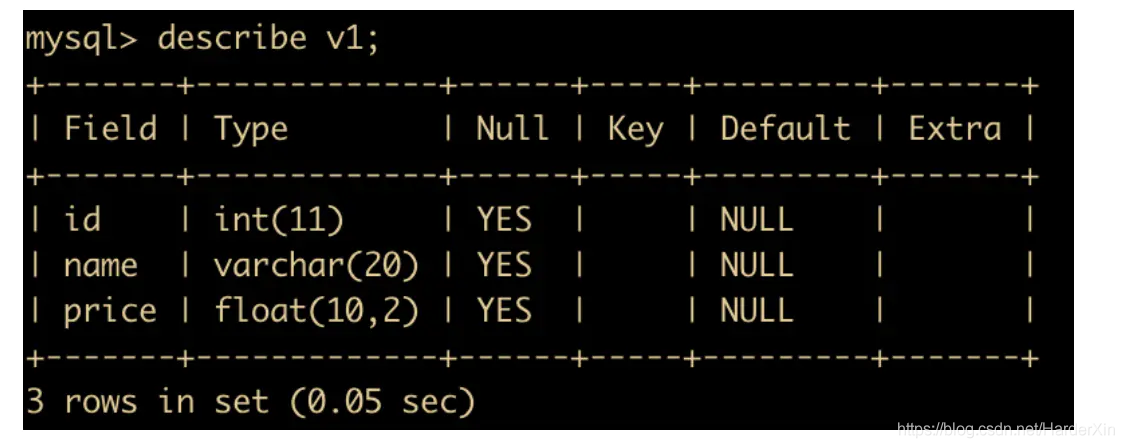 mysql> describe v1;
+-------+-------------+------+-----+---------+-------+
| Field | Type        | Null | Key | Default | Extra |
+-------+-------------+------+-----+---------+-------+
| id    | int(11)     | YES  |     | NULL    |       |
| name  | varchar(20) | YES  |     | NULL    |       |
| price | float(10,2) | YES  |     | NULL    |       |
+-------+-------------+------+-----+---------+-------+
3 rows in set (0.05 sec)
https://blog.csdn.net/HarderXin